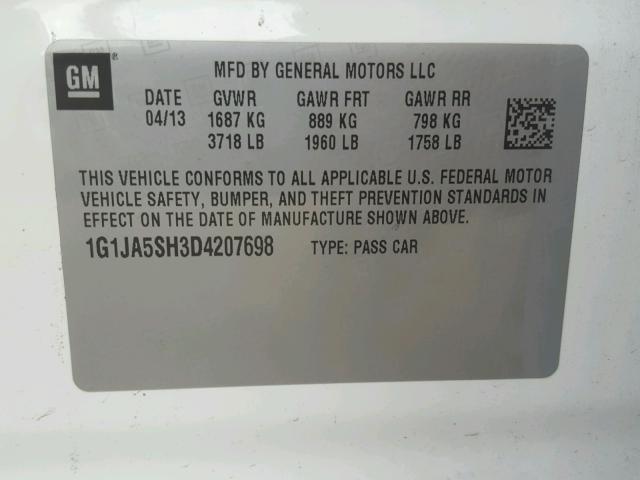 GM
MFD BY GENERAL MOTORS LLC
DATE GVWR GAWR FRT GAWR RR
04/13 1687 KG 889 KG 798 KG
3718 LB 1960 LB 1758 LB
THIS VEHICLE CONFORMS TO ALL APPLICABLE U.S. FEDERAL MOTOR
VEHICLE SAFETY, BUMPER, AND THEFT PREVENTION STANDARDS IN
EFFECT ON THE DATE OF MANUFACTURE SHOWN ABOVE.
1G1JA5SH3D4207698 TYPE: PASS CAR